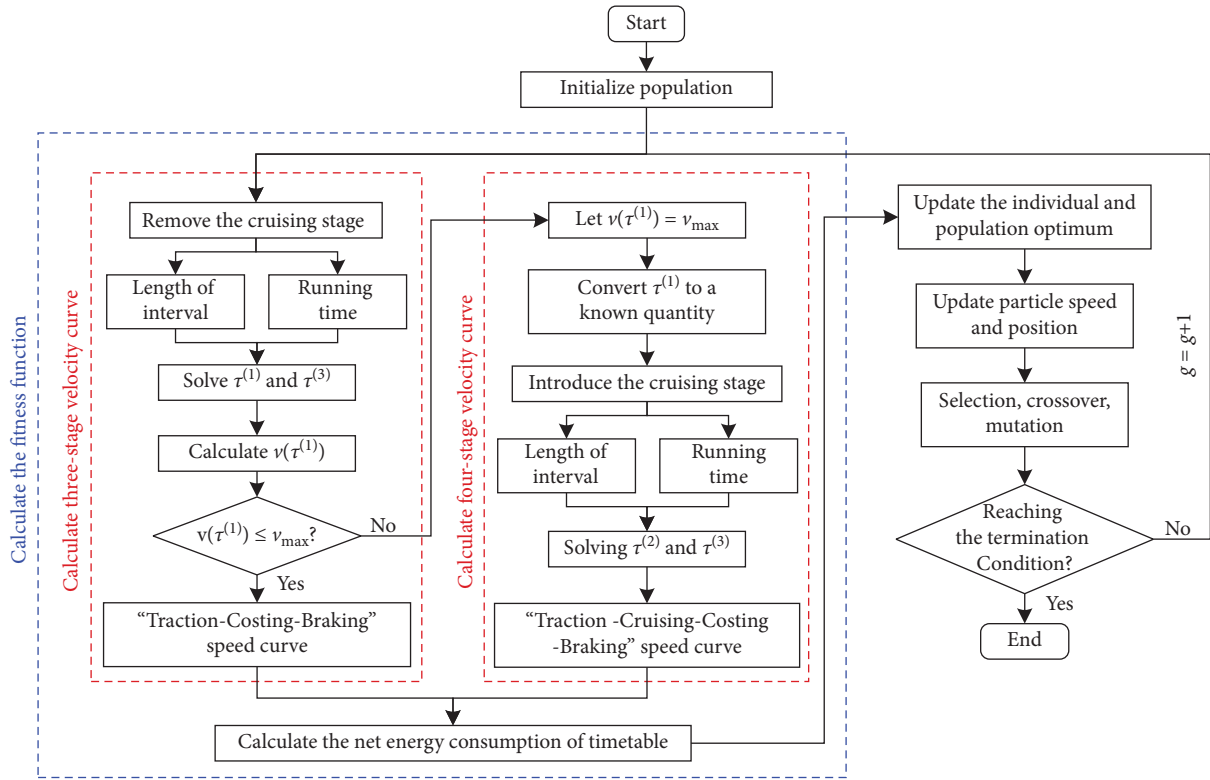 Start
Initialize population
Calculate the fitness function
Calculate three-stage velocity curve
Remove the cruising stage
Length of
interval
Running
time
Solve τ⁽¹⁾ and τ⁽³⁾
Calculate v(τ⁽¹⁾)
v(τ⁽¹⁾) ≤ vmax?
No
Yes
“Traction-Costing-Braking”
speed curve
Calculate four-stage velocity curve
Let v(τ⁽¹⁾) = vmax
Convert τ⁽¹⁾ to a
known quantity
Introduce the cruising stage
Length of
interval
Running
time
Solving τ⁽²⁾ and τ⁽³⁾
“Traction -Cruising-Costing
-Braking” speed curve
Calculate the net energy consumption of timetable
Update the individual and
population optimum
Update particle speed
and position
Selection, crossover,
mutation
Reaching
the termination
Condition?
No
Yes
End
g = g+1